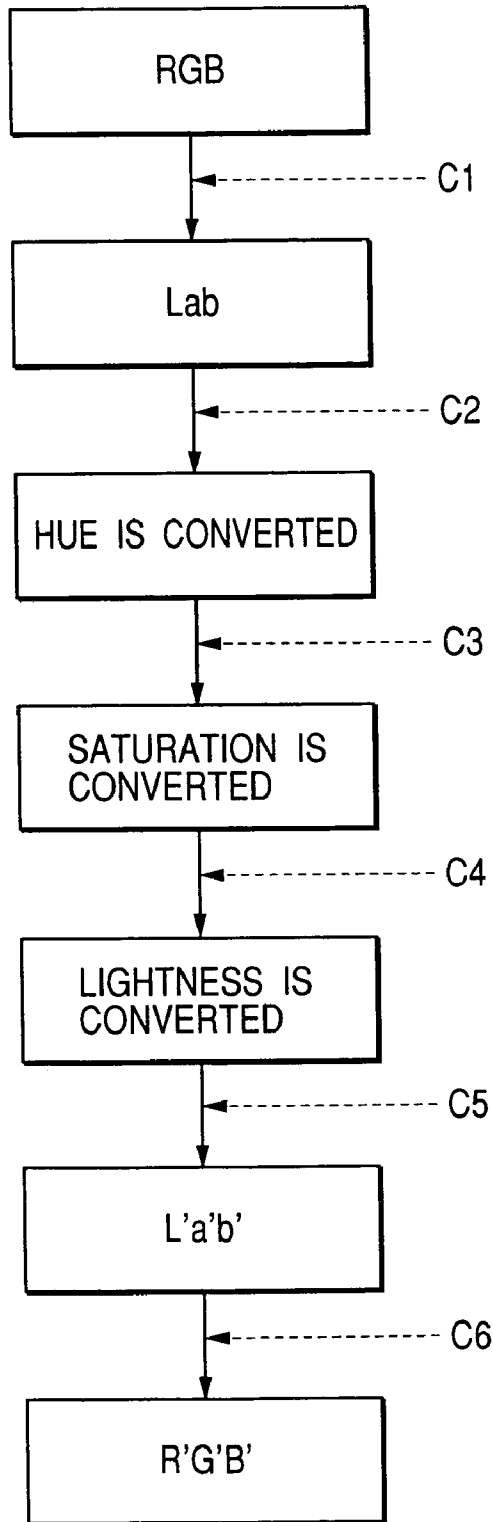 RGB
C1
Lab
C2
HUE IS CONVERTED
C3
SATURATION IS
CONVERTED
C4
LIGHTNESS IS
CONVERTED
C5
L'a'b'
C6
R'G'B'